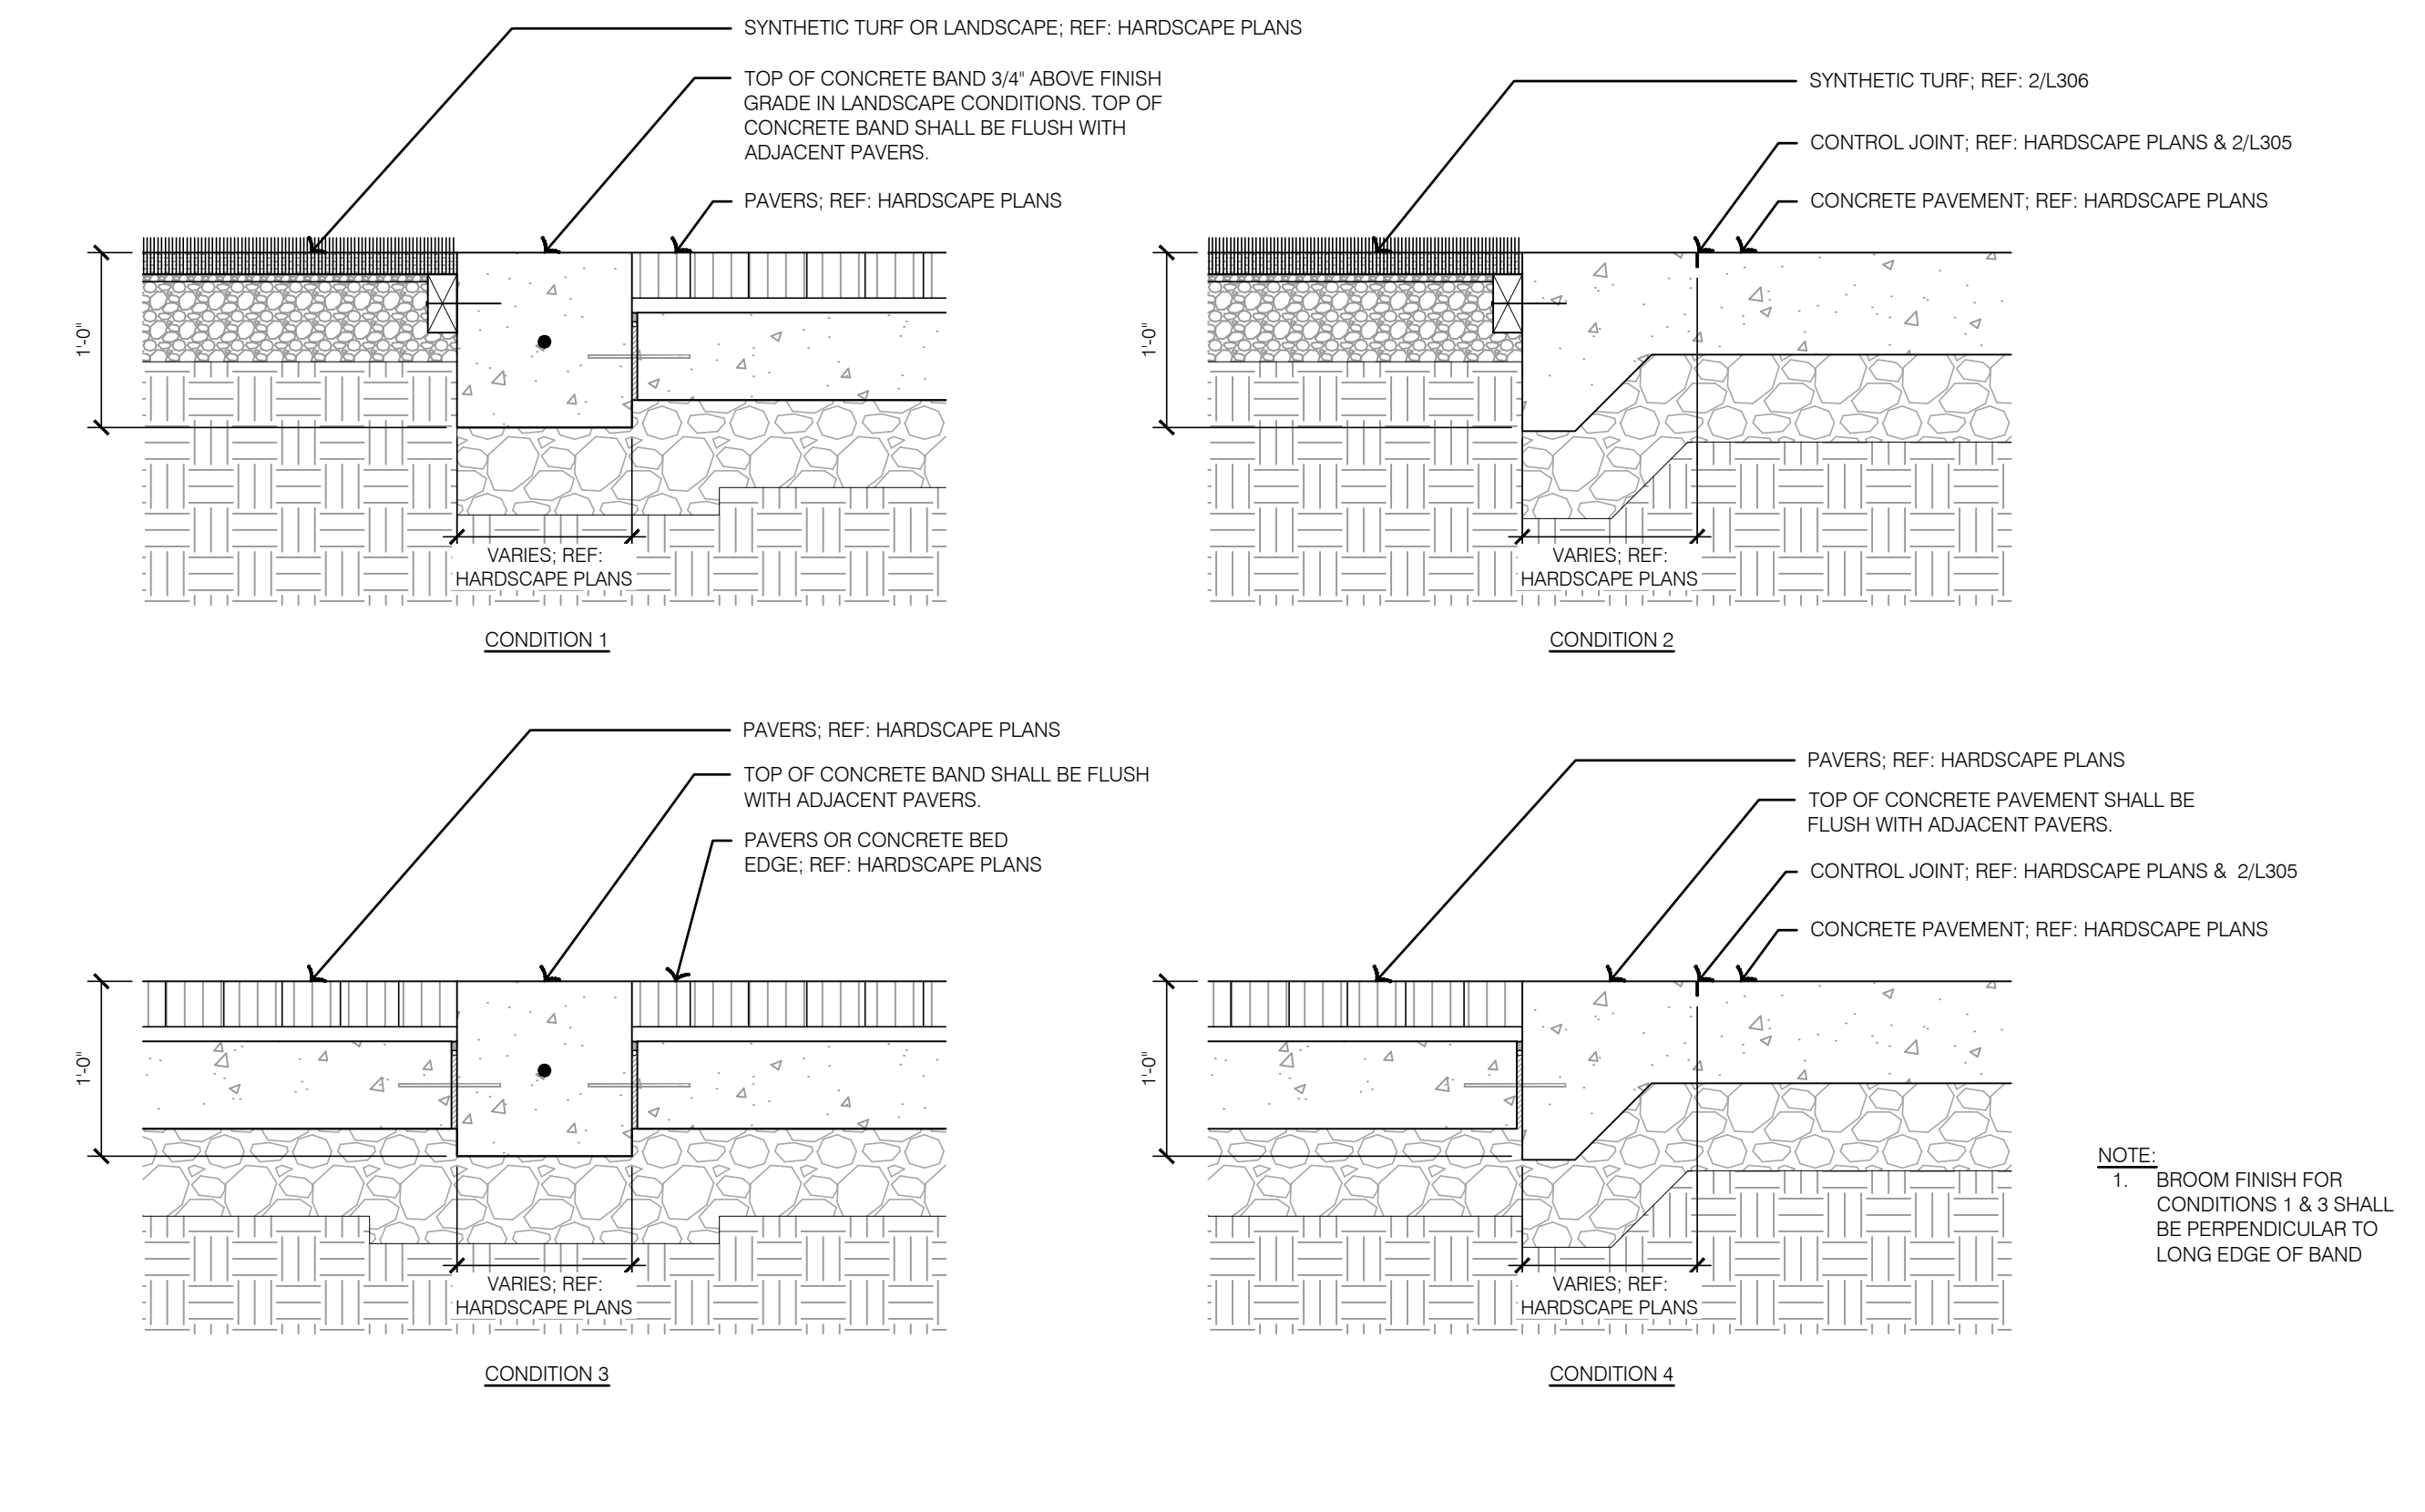 SYNTHETIC TURF OR LANDSCAPE; REF: HARDSCAPE PLANS
TOP OF CONCRETE BAND 3/4" ABOVE FINISH
GRADE IN LANDSCAPE CONDITIONS. TOP OF
CONCRETE BAND SHALL BE FLUSH WITH
ADJACENT PAVERS.
PAVERS; REF: HARDSCAPE PLANS
1'-0"
VARIES; REF:
HARDSCAPE PLANS
CONDITION 1
SYNTHETIC TURF; REF: 2/L306
CONTROL JOINT; REF: HARDSCAPE PLANS & 2/L305
CONCRETE PAVEMENT; REF: HARDSCAPE PLANS
1'-0"
VARIES; REF:
HARDSCAPE PLANS
CONDITION 2
PAVERS; REF: HARDSCAPE PLANS
TOP OF CONCRETE BAND SHALL BE FLUSH
WITH ADJACENT PAVERS.
PAVERS OR CONCRETE BED
EDGE; REF: HARDSCAPE PLANS
1'-0"
VARIES; REF:
HARDSCAPE PLANS
CONDITION 3
PAVERS; REF: HARDSCAPE PLANS
TOP OF CONCRETE PAVEMENT SHALL BE
FLUSH WITH ADJACENT PAVERS.
CONTROL JOINT; REF: HARDSCAPE PLANS &  2/L305
CONCRETE PAVEMENT; REF: HARDSCAPE PLANS
1'-0"
VARIES; REF:
HARDSCAPE PLANS
CONDITION 4
NOTE:
1. BROOM FINISH FOR
CONDITIONS 1 & 3 SHALL
BE PERPENDICULAR TO
LONG EDGE OF BAND